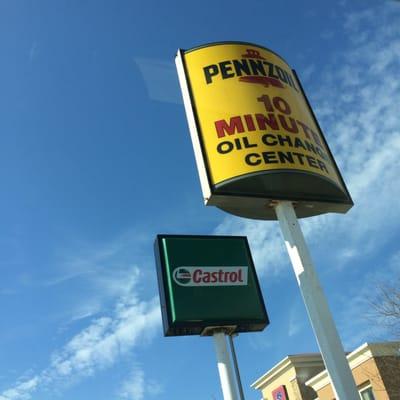 PENNZOIL
10
MINUTE
OIL CHANGE
CENTER
Castrol